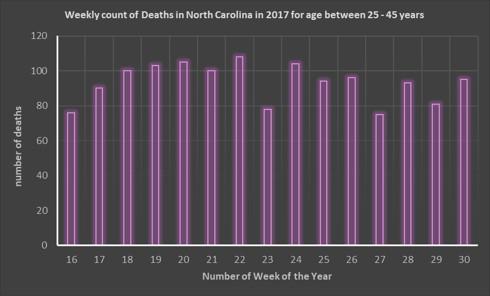 Weekly count of Deaths in North Carolina in 2017 for age between 25 - 45 years
120
100
80
60
40
20
0
number of deaths
16 17 18 19 20 21 22 23 24 25 26 27 28 29 30
Number of Week of the Year